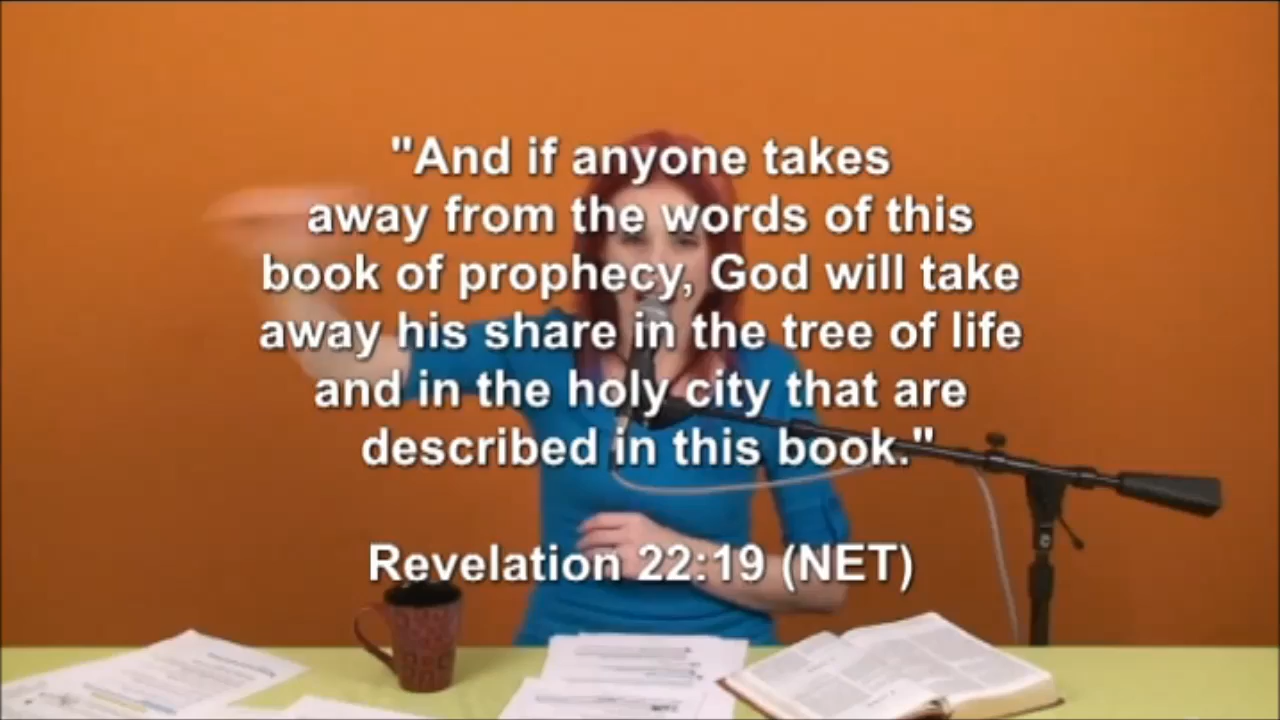 "And if anyone takes
away from the words of this
book of prophecy, God will take
away his share in the tree of life
and in the holy city that are
described in this book."
Revelation 22:19 (NET)